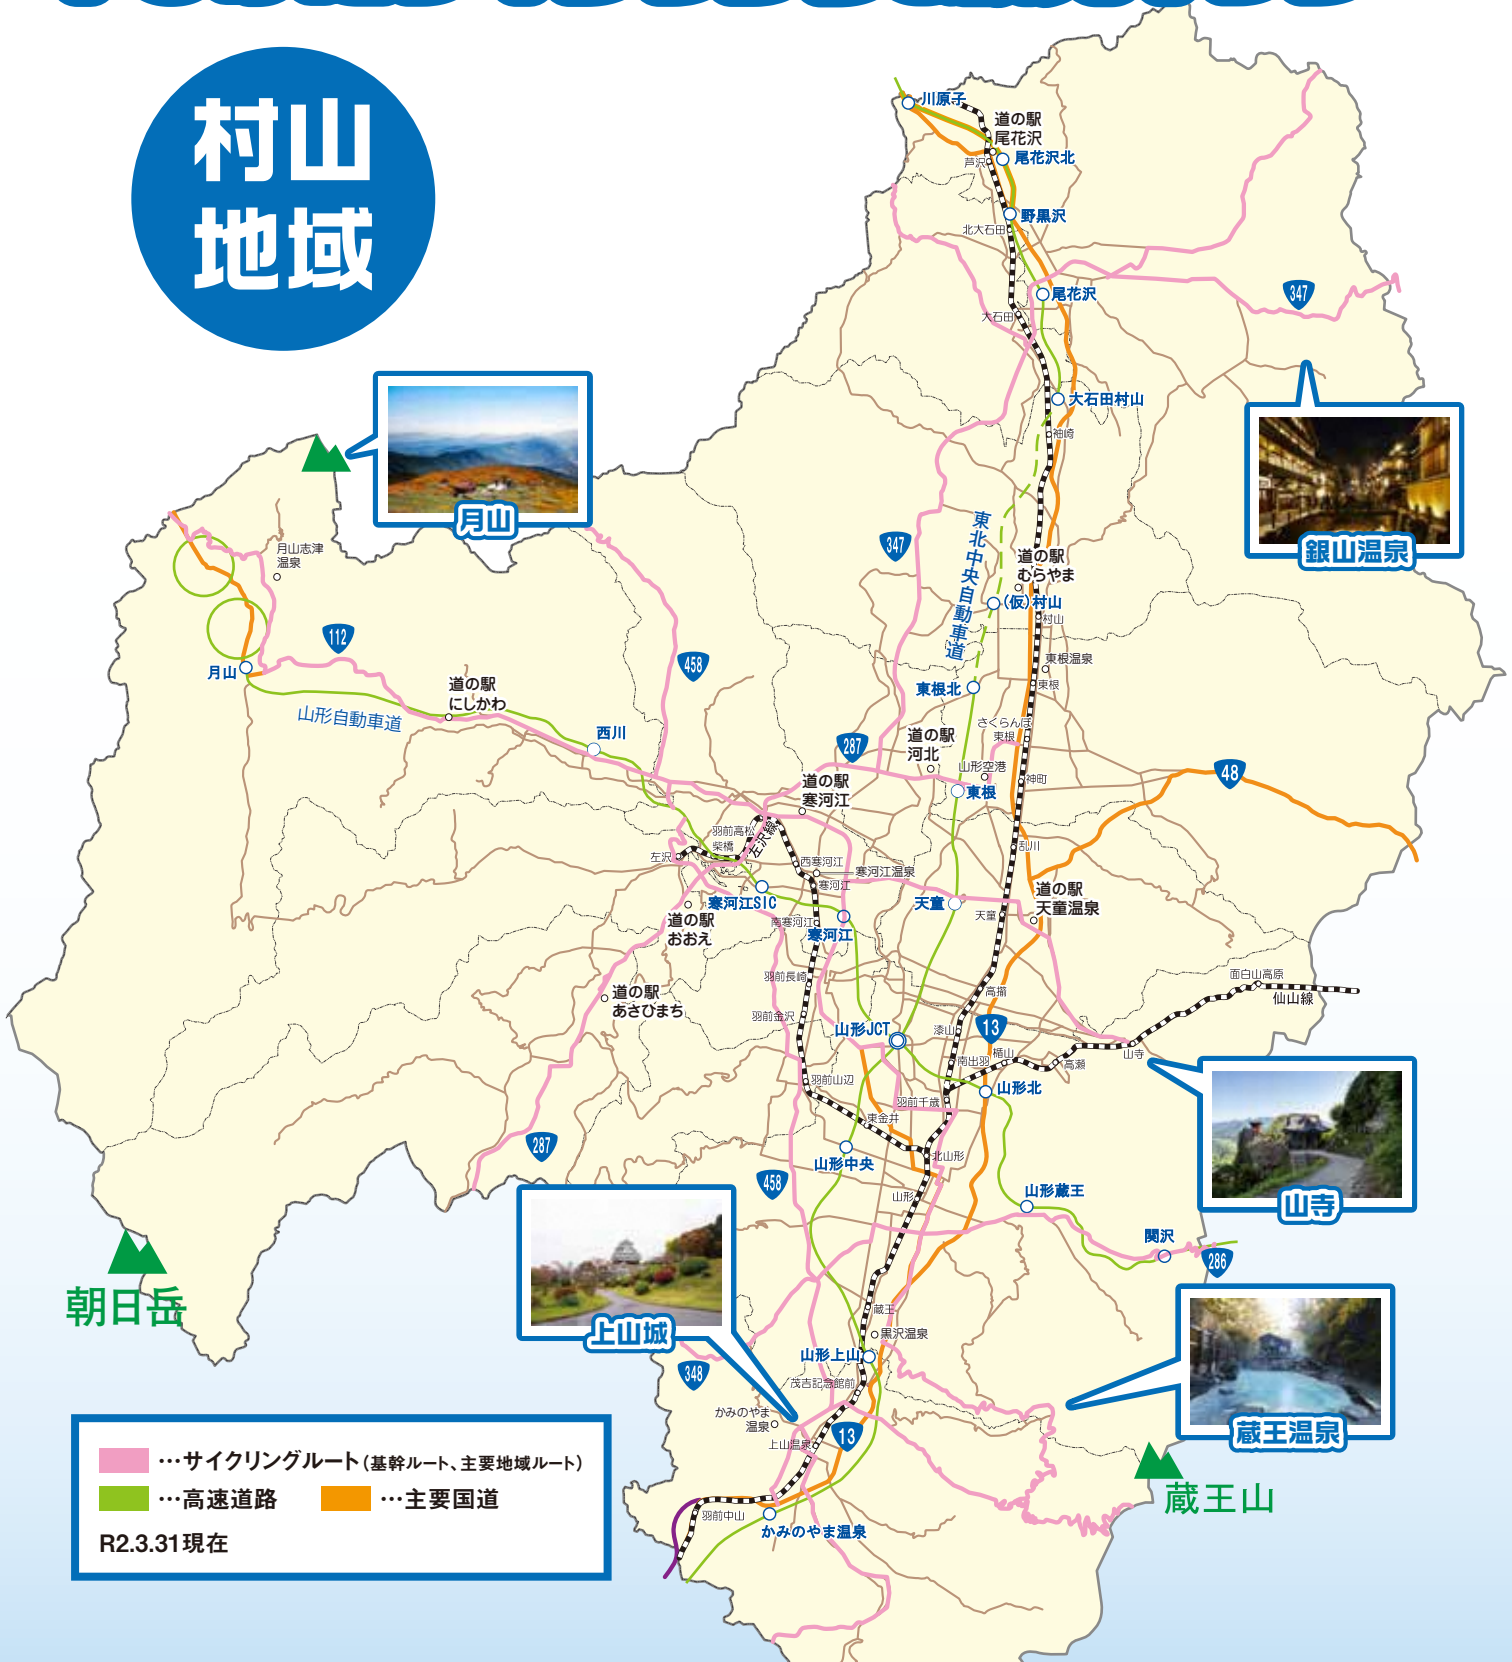 村山
地域
川原子
道の駅
尾花沢
芦沢
尾花沢北
野黒沢
北大石田
尾花沢
347
大石田
大石田村山
袖崎
銀山温泉
月山
月山志津
温泉
112
月山
山形自動車道
道の駅
にしかわ
西川
458
347
東北中央自動車道
道の駅
むらやま
(仮)村山
村山
東根温泉
東根北
東根
さくらんぼ
東根
287
道の駅
河北
山形空港
神町
東根
48
道の駅
寒河江
羽前高松
柴橋
左沢線
左沢
西寒河江
寒河江温泉
寒河江
乱川
寒河江SIC
道の駅
おおえ
南寒河江
寒河江
天童
天童
道の駅
天童温泉
羽前長崎
道の駅
あさひまち
羽前金沢
高擶
面白山高原
仙山線
山形JCT
漆山
13
南出羽
楯山
高瀬
山寺
羽前山辺
羽前千歳
山形北
東金井
山寺
287
山形中央
北山形
458
山形
山形蔵王
関沢
286
朝日岳
上山城
蔵王
黒沢温泉
山形上山
348
茂吉記念館前
かみのやま
温泉
上山温泉
13
蔵王温泉
蔵王山
羽前中山
かみのやま温泉
…サイクリングルート(基幹ルート、主要地域ルート)
…高速道路
…主要国道
R2.3.31現在